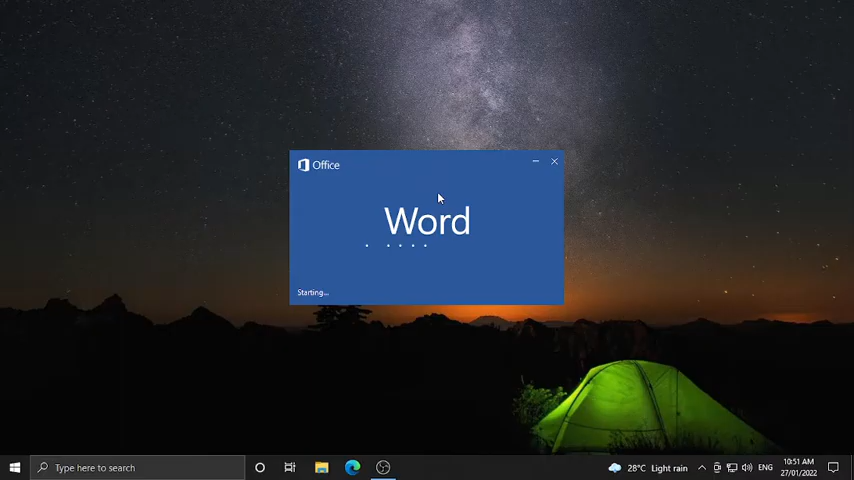 Office
Word
Starting...
Type here to search
28°C Light rain
ENG
10:51 AM
27/01/2022